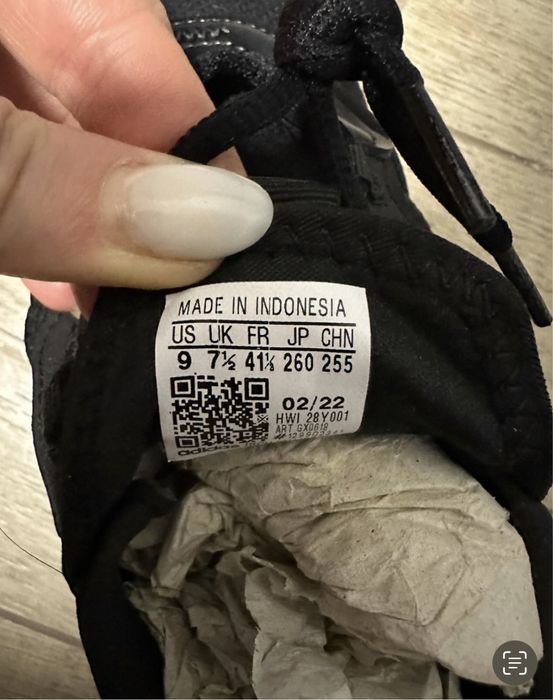 MADE IN INDONESIA
US UK FR JP CHN
9 7½ 41⅓ 260 255
02/22
HWI 28Y001
ART GX0618
adidas